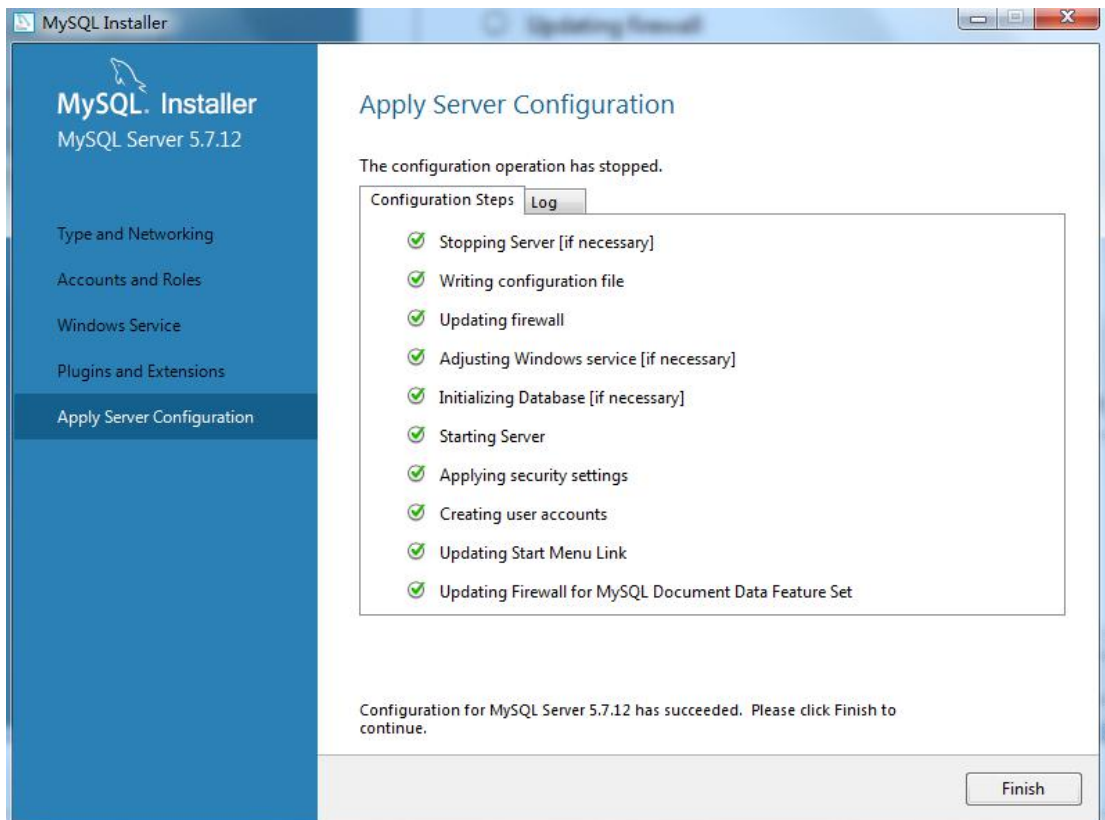 MySQL Installer
Updating firewall
MySQL. Installer
MySQL Server 5.7.12
Type and Networking
Accounts and Roles
Windows Service
Plugins and Extensions
Apply Server Configuration
Apply Server Configuration
The configuration operation has stopped.
Configuration Steps
Log
Stopping Server [if necessary]
Writing configuration file
Updating firewall
Adjusting Windows service [if necessary]
Initializing Database [if necessary]
Starting Server
Applying security settings
Creating user accounts
Updating Start Menu Link
Updating Firewall for MySQL Document Data Feature Set
Configuration for MySQL Server 5.7.12 has succeeded. Please click Finish to
continue.
Finish